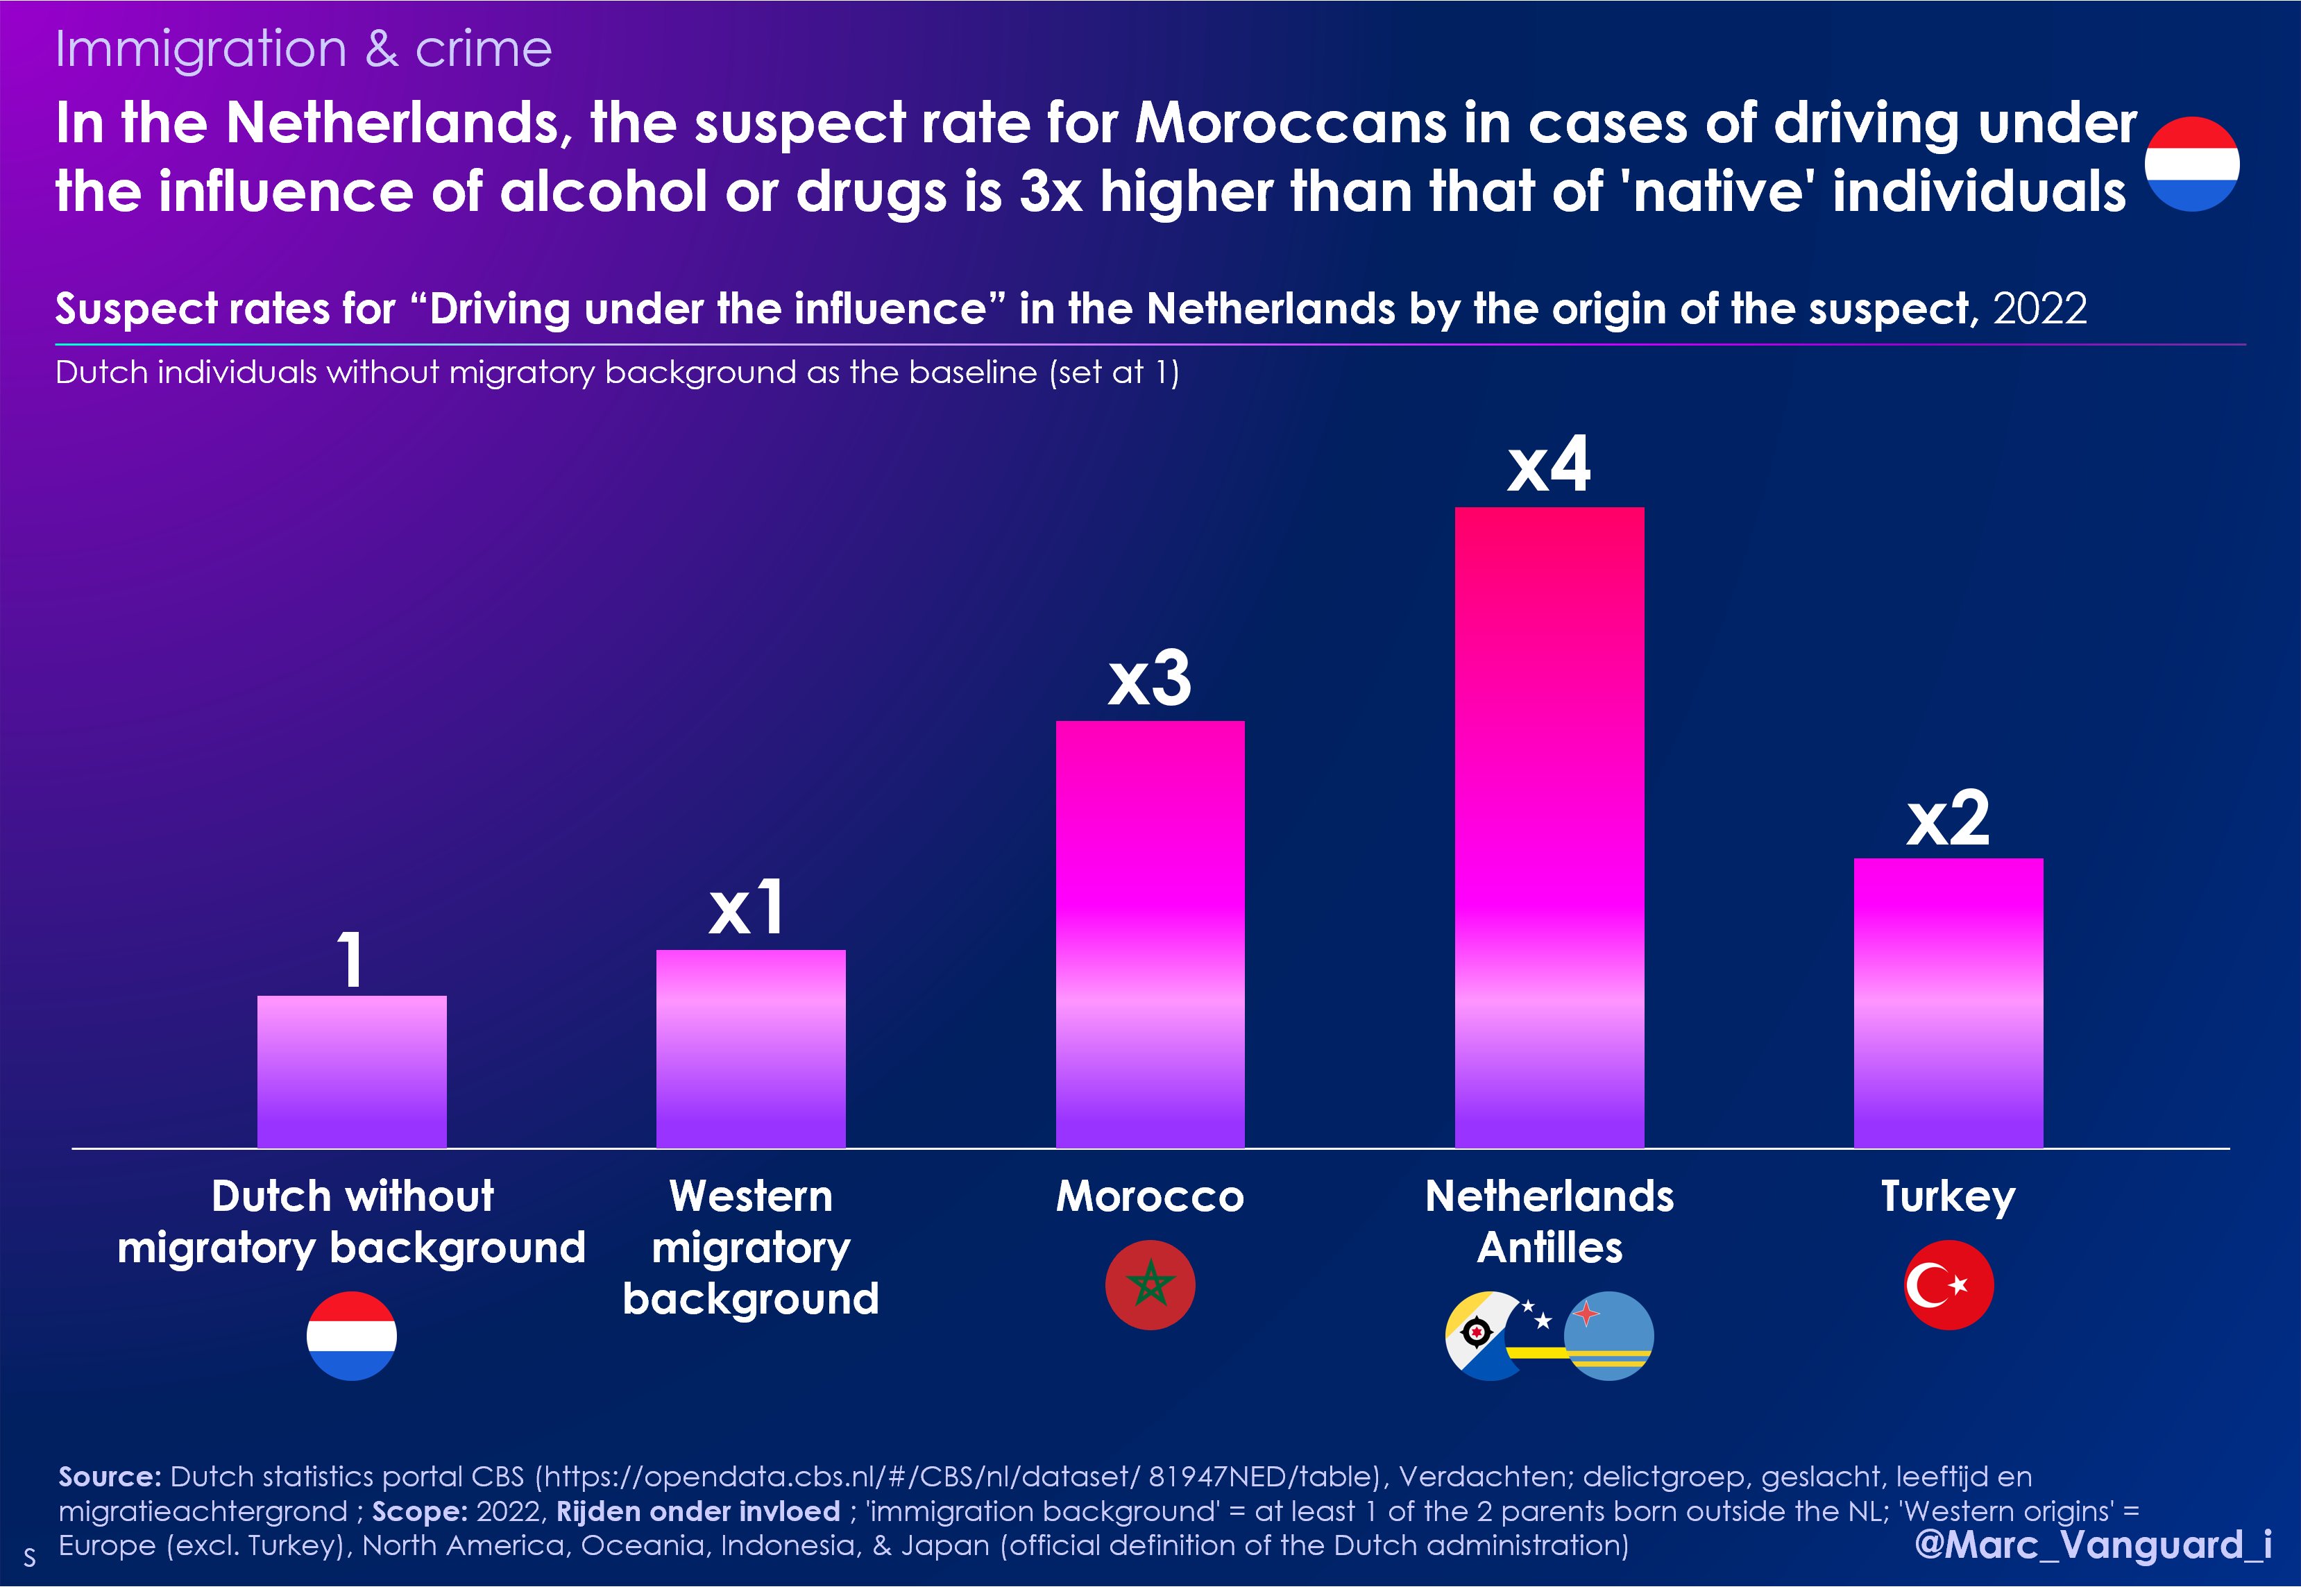 Immigration & crime
In the Netherlands, the suspect rate for Moroccans in cases of driving under
the influence of alcohol or drugs is 3x higher than that of 'native' individuals
Suspect rates for “Driving under the influence” in the Netherlands by the origin of the suspect, 2022
Dutch individuals without migratory background as the baseline (set at 1)
1
x1
x3
x4
x2
Dutch without
migratory background
Western
migratory
background
Morocco
Netherlands
Antilles
Turkey
Source: Dutch statistics portal CBS (https://opendata.cbs.nl/#/CBS/nl/dataset/ 81947NED/table), Verdachten; delictgroep, geslacht, leeftijd en
migratieachtergrond ; Scope: 2022, Rijden onder invloed ; 'immigration background' = at least 1 of the 2 parents born outside the NL; 'Western origins' =
Europe (excl. Turkey), North America, Oceania, Indonesia, & Japan (official definition of the Dutch administration)
S
@Marc_Vanguard_i